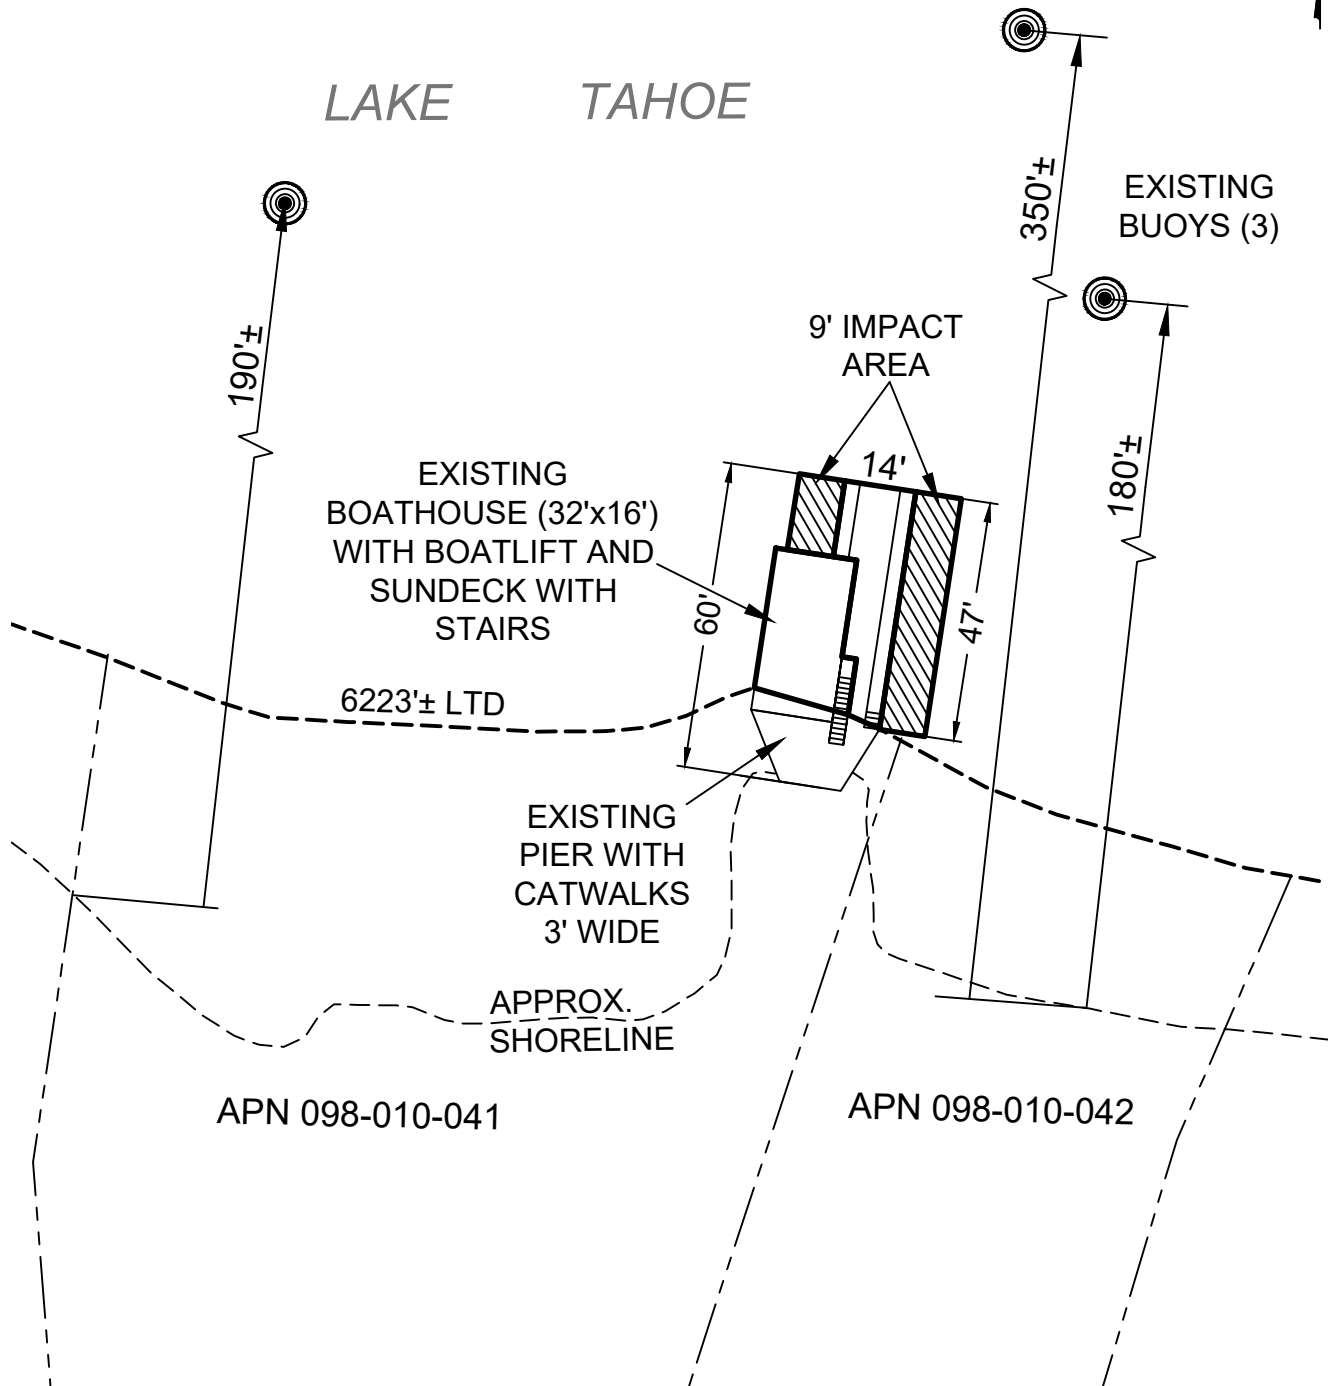 LAKE TAHOE
350'±
EXISTING
BUOYS (3)
190'±
9' IMPACT
AREA
14'
180'±
EXISTING
BOATHOUSE (32'x16')
WITH BOATLIFT AND
SUNDECK WITH
STAIRS
60'
47'
6223'± LTD
EXISTING
PIER WITH
CATWALKS
3' WIDE
APPROX.
SHORELINE
APN 098-010-041
APN 098-010-042